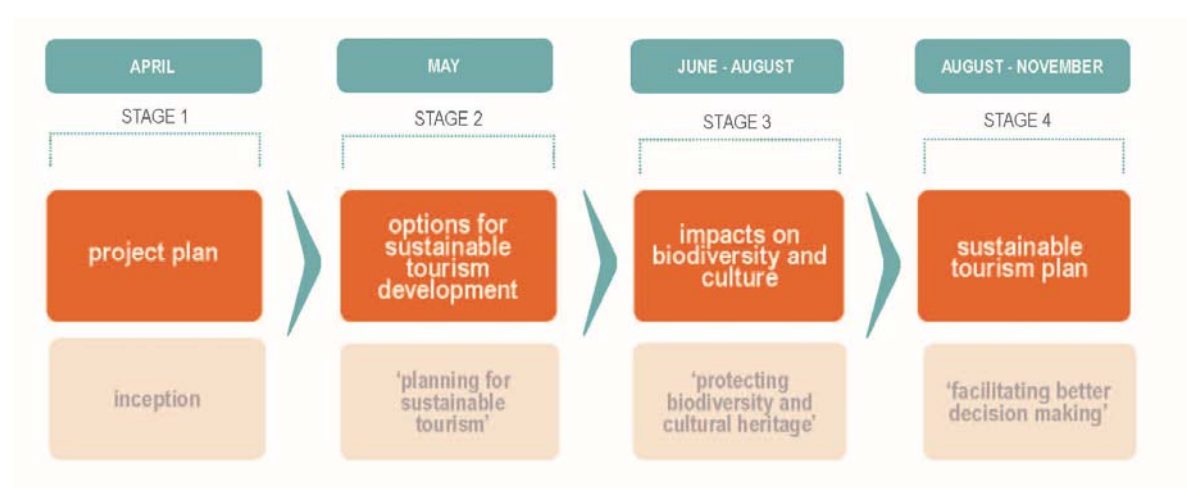 APRIL
MAY
JUNE - AUGUST
AUGUST - NOVEMBER
STAGE 1
STAGE 2
STAGE 3
STAGE 4
project plan
options for
sustainable
tourism
development
impacts on
biodiversity and
culture
sustainable
tourism plan
inception
‘planning for
sustainable
tourism’
‘protecting
biodiversity and
cultural heritage’
‘facilitating better
decision making’